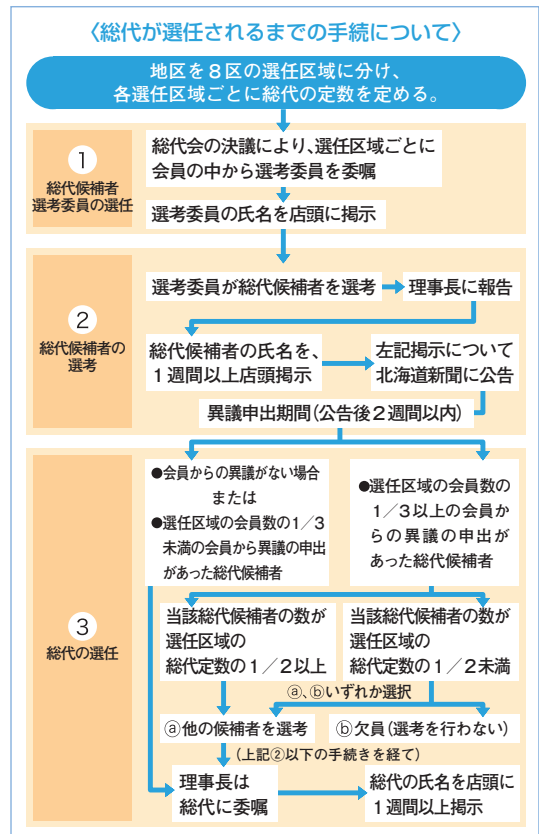 〈総代が選任されるまでの手続について〉
地区を８区の選任区域に分け、
各選任区域ごとに総代の定数を定める。
①
総代候補者
選考委員の選任
総代会の決議により、選任区域ごとに
会員の中から選考委員を委嘱
選考委員の氏名を店頭に掲示
②
総代候補者の
選考
選考委員が総代候補者を選考
理事長に報告
総代候補者の氏名を、
１週間以上店頭掲示
左記掲示について
北海道新聞に公告
異議申出期間(公告後２週間以内)
③
総代の選任
●会員からの異議がない場合
または
●選任区域の会員数の１／３
未満の会員から異議の申出
があった総代候補者
●選任区域の会員数の
１／３以上の会員か
らの異議の申出が
あった総代候補者
当該総代候補者の数が
選任区域の
総代定数の１／２以上
当該総代候補者の数が
選任区域の
総代定数の１／２未満
ⓐ、ⓑいずれか選択
ⓐ他の候補者を選考
ⓑ欠員(選考を行わない)
(上記②以下の手続きを経て)
理事長は
総代に委嘱
総代の氏名を店頭に
１週間以上掲示